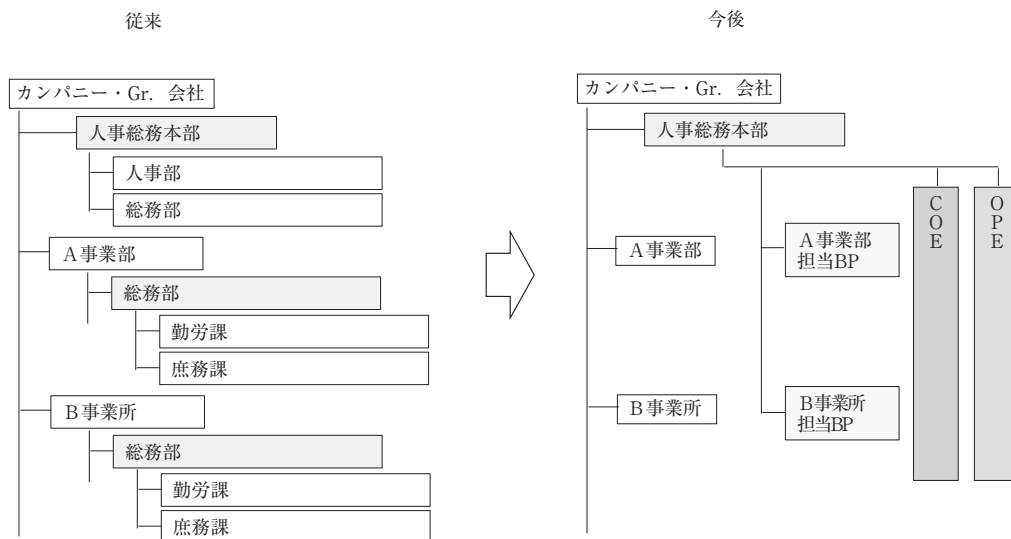 従来
カンパニー・Gr. 会社
人事総務本部
人事部
総務部
A事業部
総務部
勤労課
庶務課
B事業所
総務部
勤労課
庶務課
今後
カンパニー・Gr. 会社
人事総務本部
A事業部
A事業部
担当BP
B事業所
B事業所
担当BP
COE
OPE